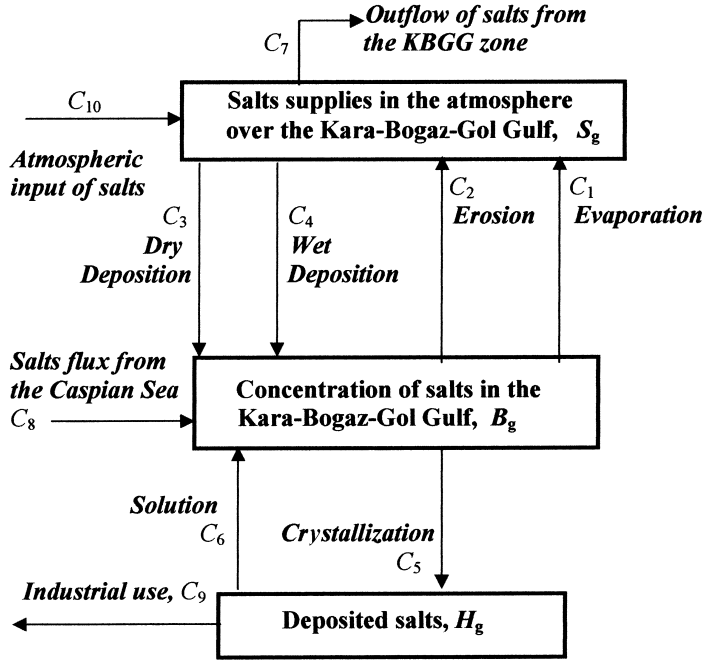 Outflow of salts from
the KBGG zone
C₇
C₁₀
Salts supplies in the atmosphere
over the Kara-Bogaz-Gol Gulf, Sg
Atmospheric
input of salts
C₃
Dry
Deposition
C₄
Wet
Deposition
C₂
Erosion
C₁
Evaporation
Salts flux from
the Caspian Sea
C₈
Concentration of salts in the
Kara-Bogaz-Gol Gulf, Bg
Solution
C₆
Crystallization
C₅
Industrial use, C₉
Deposited salts, Hg